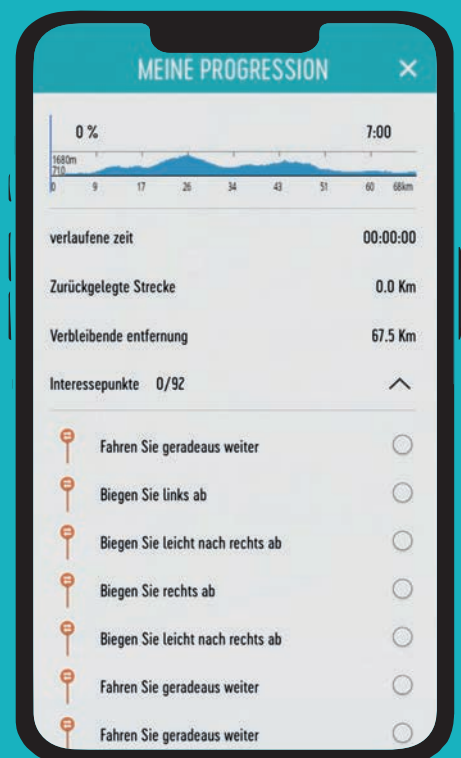 MEINE PROGRESSION ×
0 % 7:00
1680m
710
0 9 17 26 34 43 51 60 68km
verlaufene zeit 00:00:00
Zurückgelegte Strecke 0.0 Km
Verbleibende entfernung 67.5 Km
Interessepunkte 0/92
Fahren Sie geradeaus weiter
Biegen Sie links ab
Biegen Sie leicht nach rechts ab
Biegen Sie rechts ab
Biegen Sie leicht nach rechts ab
Fahren Sie geradeaus weiter
Fahren Sie geradeaus weiter